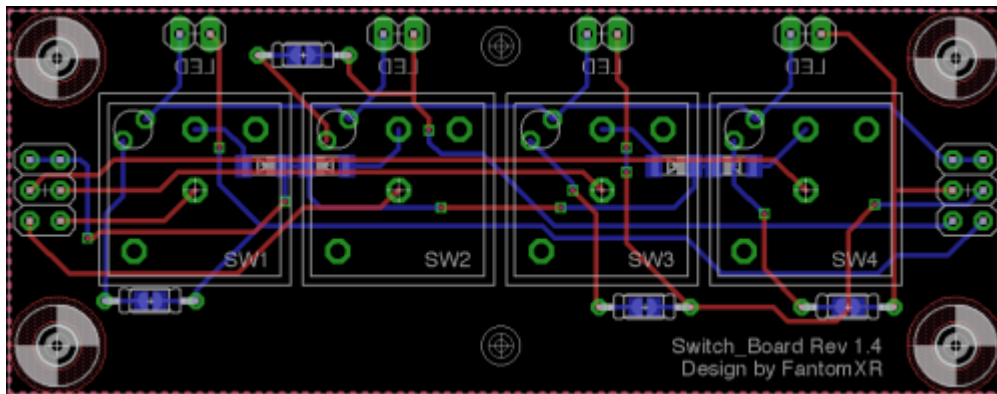 LED LED LED LED
SW1 SW2 SW3 SW4
Switch_Board Rev 1.4
Design by FantomXR